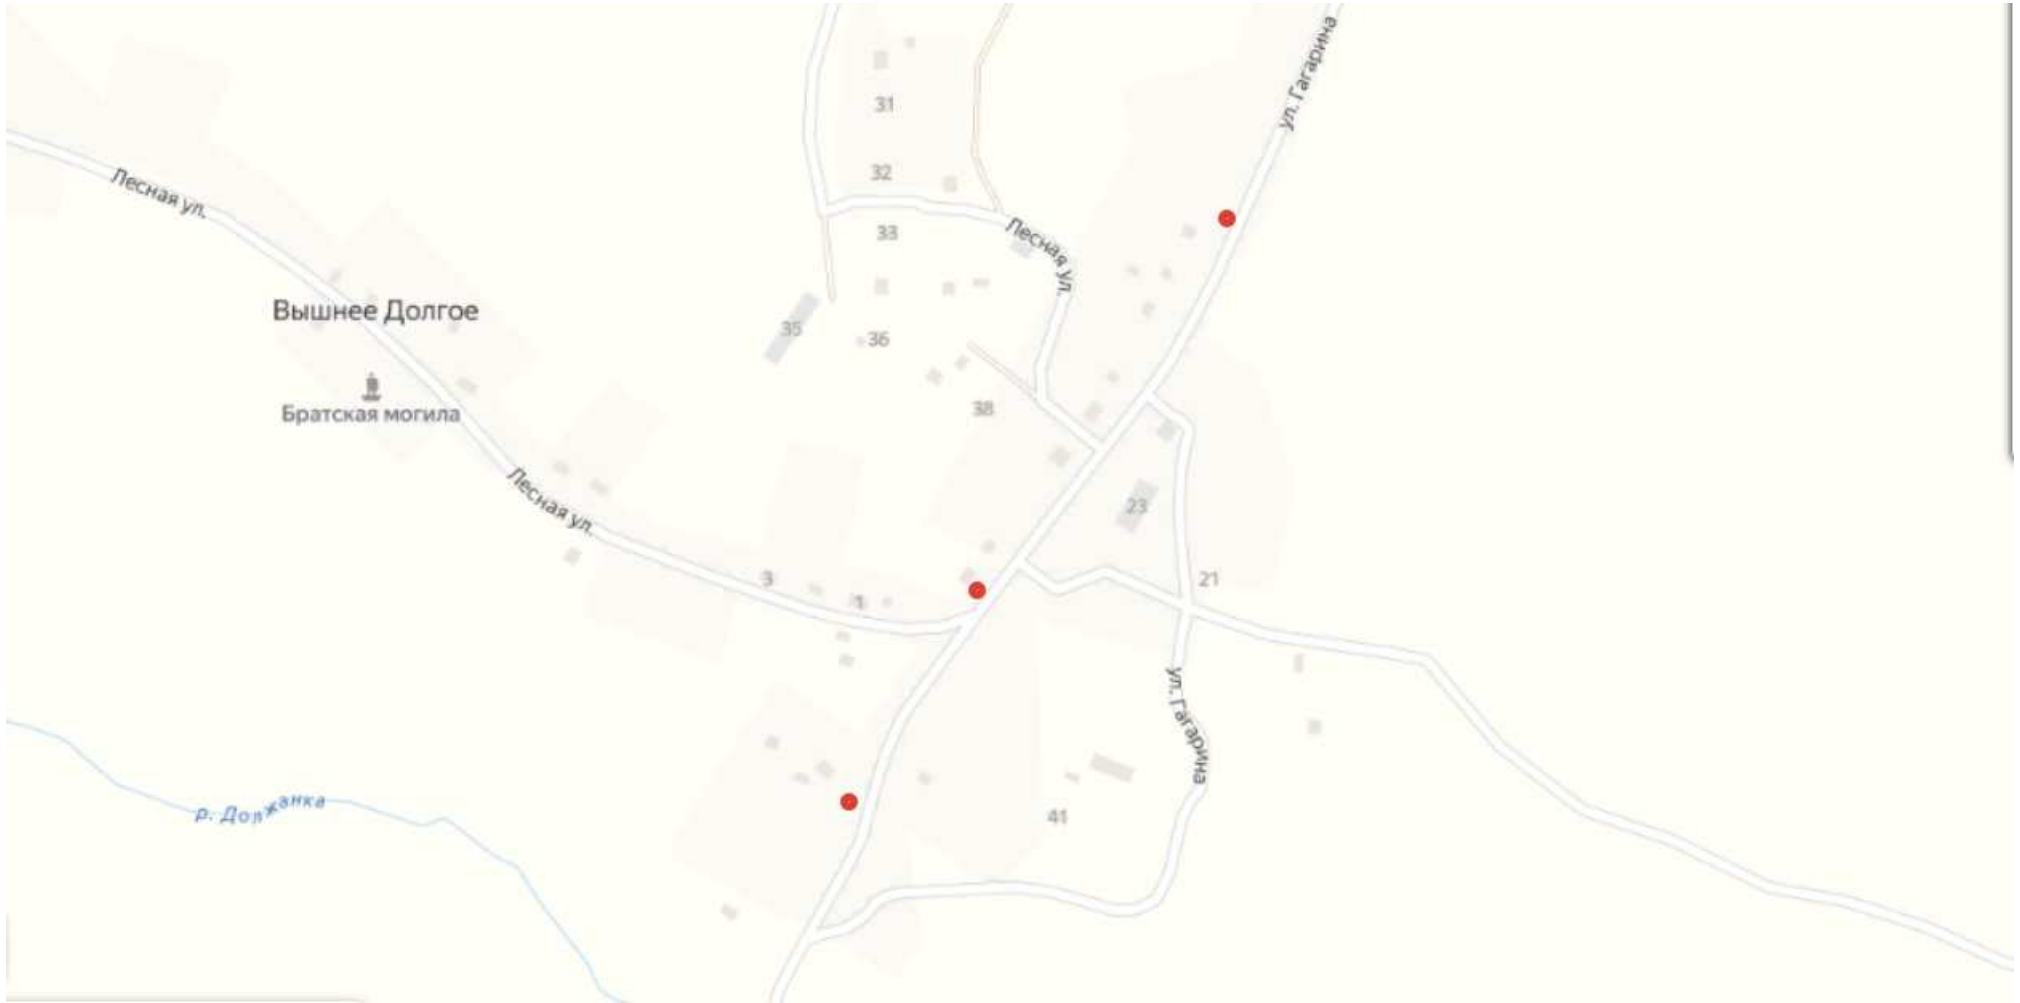 ул. Гагарина
31
32
Лесная ул.
33
Лесная ул.
Вышнее Долгое
35
36
Братская могила
38
Лесная ул.
23
3
1
21
ул. Гагарина
р. Должанка
41